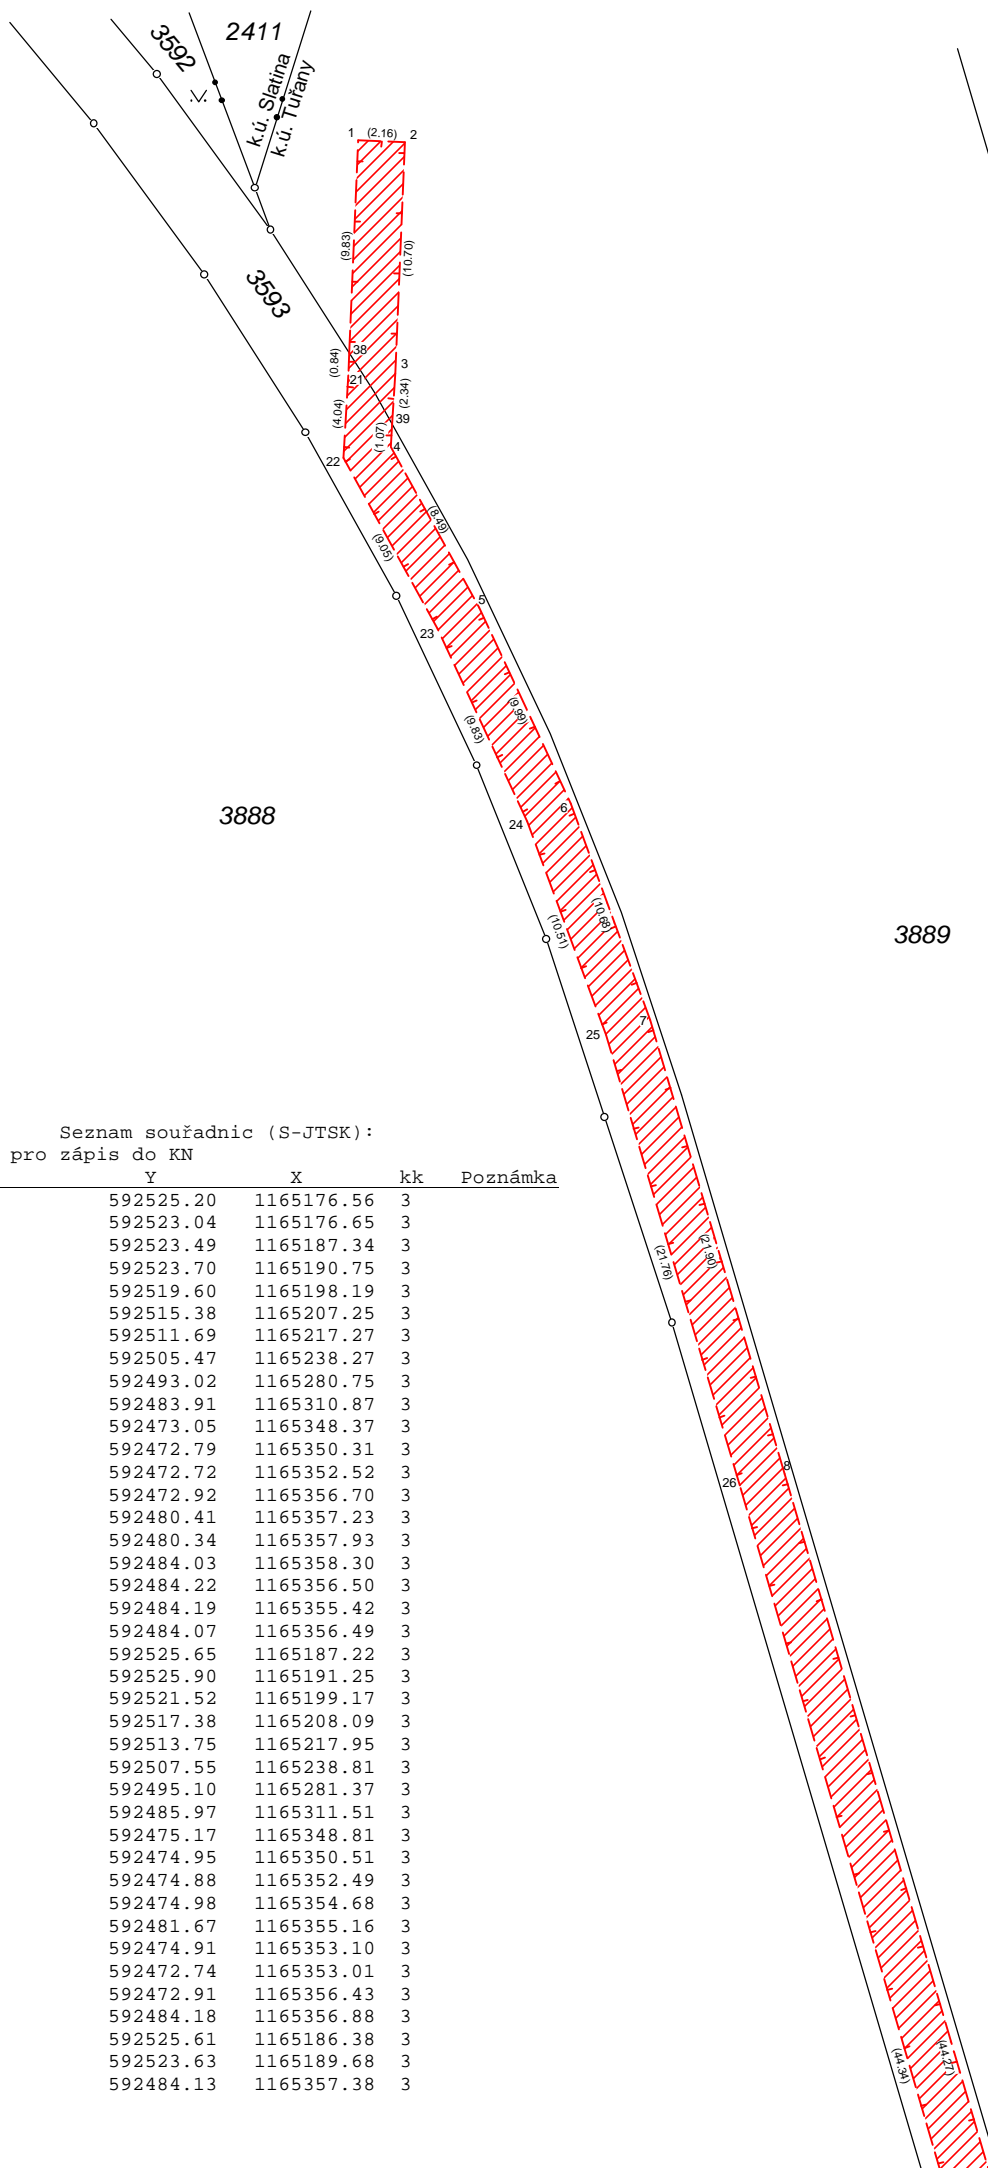 2411
3592
k.ú. Slatina
k.ú. Tuřany
1
(2.16)
2
(9.83)
(10.70)
3593
38
(0.84)
3
21
(2.34)
(4.04)
39
(1.07)
4
22
(8.49)
(9.05)
5
23
(9.99)
(9.83)
6
3888
24
(10.68)
(10.51)
3889
7
25
Seznam souřadnic (S-JTSK):
pro zápis do KN
Y X kk Poznámka
592525.20 1165176.56 3
592523.04 1165176.65 3
592523.49 1165187.34 3
592523.70 1165190.75 3
592519.60 1165198.19 3
592515.38 1165207.25 3
592511.69 1165217.27 3
592505.47 1165238.27 3
592493.02 1165280.75 3
592483.91 1165310.87 3
592473.05 1165348.37 3
592472.79 1165350.31 3
592472.72 1165352.52 3
592472.92 1165356.70 3
592480.41 1165357.23 3
592480.34 1165357.93 3
592484.03 1165358.30 3
592484.22 1165356.50 3
592484.19 1165355.42 3
592484.07 1165356.49 3
592525.65 1165187.22 3
592525.90 1165191.25 3
592521.52 1165199.17 3
592517.38 1165208.09 3
592513.75 1165217.95 3
592507.55 1165238.81 3
592495.10 1165281.37 3
592485.97 1165311.51 3
592475.17 1165348.81 3
592474.95 1165350.51 3
592474.88 1165352.49 3
592474.98 1165354.68 3
592481.67 1165355.16 3
592474.91 1165353.10 3
592472.74 1165353.01 3
592472.91 1165356.43 3
592484.18 1165356.88 3
592525.61 1165186.38 3
592523.63 1165189.68 3
592484.13 1165357.38 3
(21.76)
(21.90)
8
26
(44.34)
(44.27)